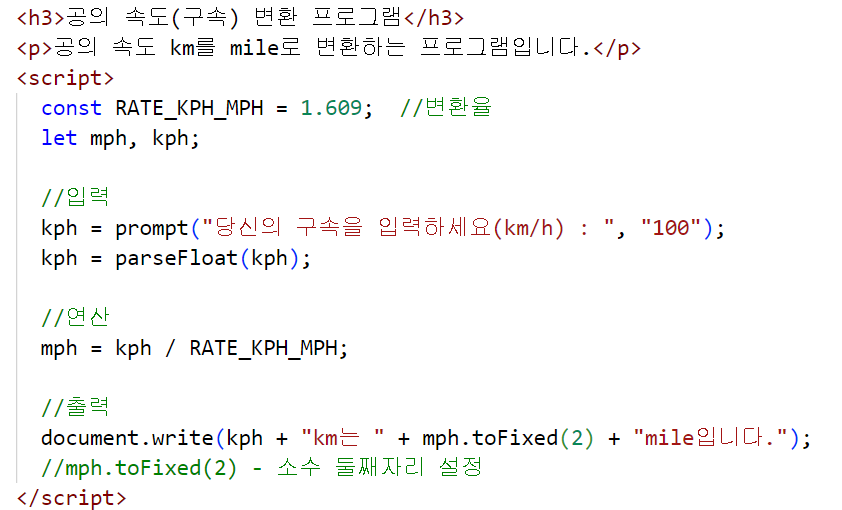 <h3>공의 속도(구속) 변환 프로그램</h3>
<p>공의 속도 km를 mile로 변환하는 프로그램입니다.</p>
<script>
const RATE_KPH_MPH = 1.609;  //변환율
let mph, kph;
//입력
kph = prompt("당신의 구속을 입력하세요(km/h) : ", "100");
kph = parseFloat(kph);
//연산
mph = kph / RATE_KPH_MPH;
//출력
document.write(kph + "km는 " + mph.toFixed(2) + "mile입니다.");
//mph.toFixed(2) - 소수 둘째자리 설정
</script>